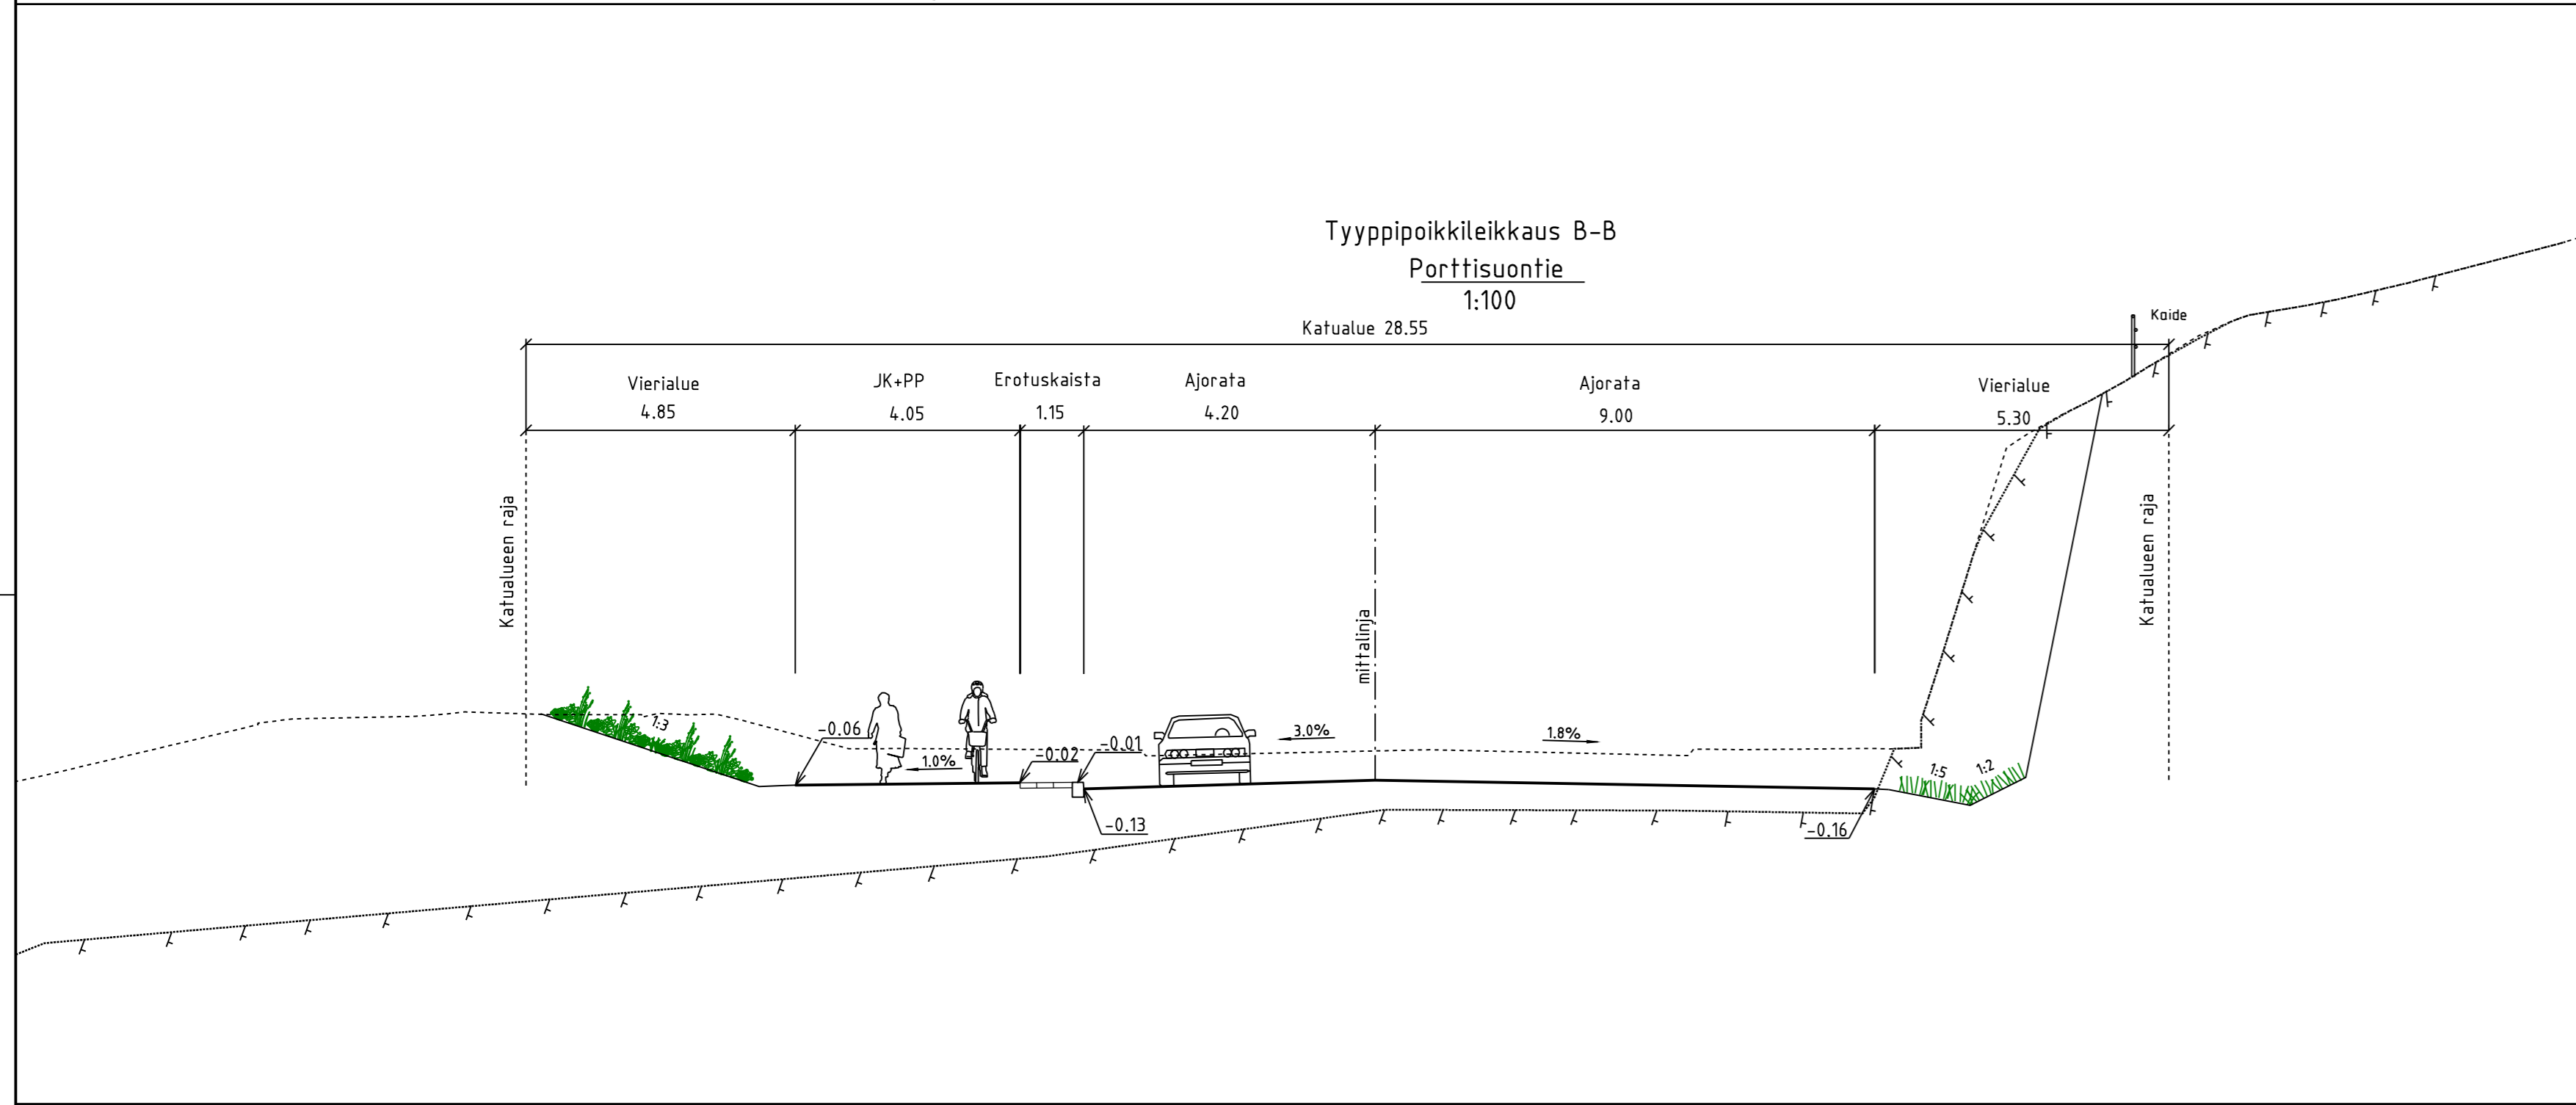 Tyyppipoikkileikkaus B-B
Porttisuontie
1:100
Katualue 28.55
Kaide
Vierialue
4.85
JK+PP
4.05
Erotuskaista
1.15
Ajorata
4.20
Ajorata
9.00
Vierialue
5.30
Katualueen raja
mittalinja
Katualueen raja
1:3
-0.06
1.0%
-0.02
-0.01
3.0%
1.8%
1:5
1:2
-0.13
-0.16